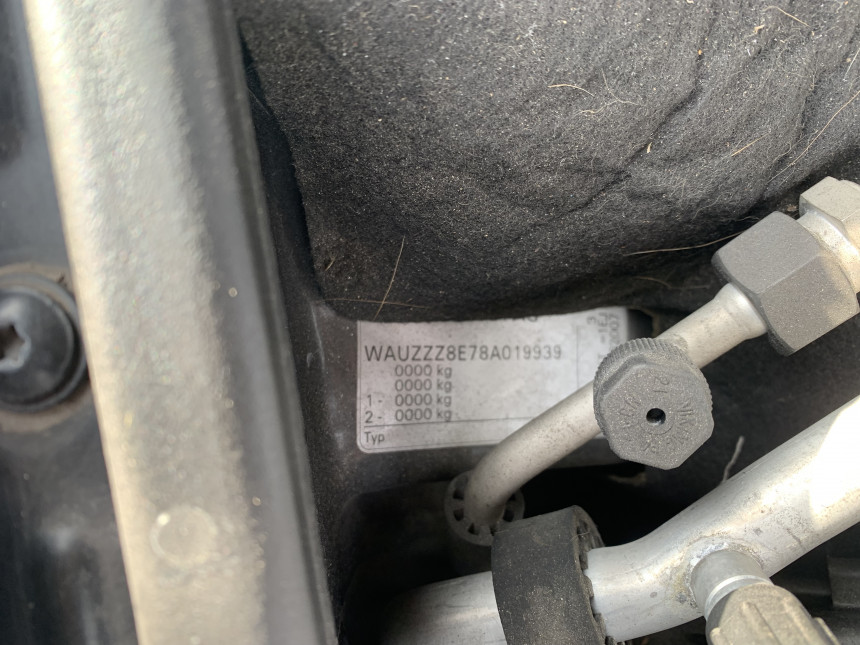 WAUZZZ8E78A019939
0000 kg
0000 kg
1 - 0000 kg
2 - 0000 kg
Typ